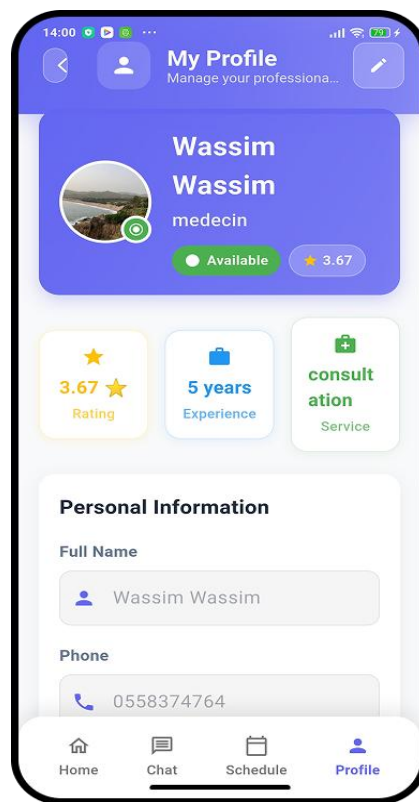 14:00 ... 79
My Profile
Manage your professiona...
Wassim
Wassim
medecin
Available 3.67
3.67
Rating
5 years
Experience
consult
ation
Service
Personal Information
Full Name
Wassim Wassim
Phone
0558374764
Home Chat Schedule Profile